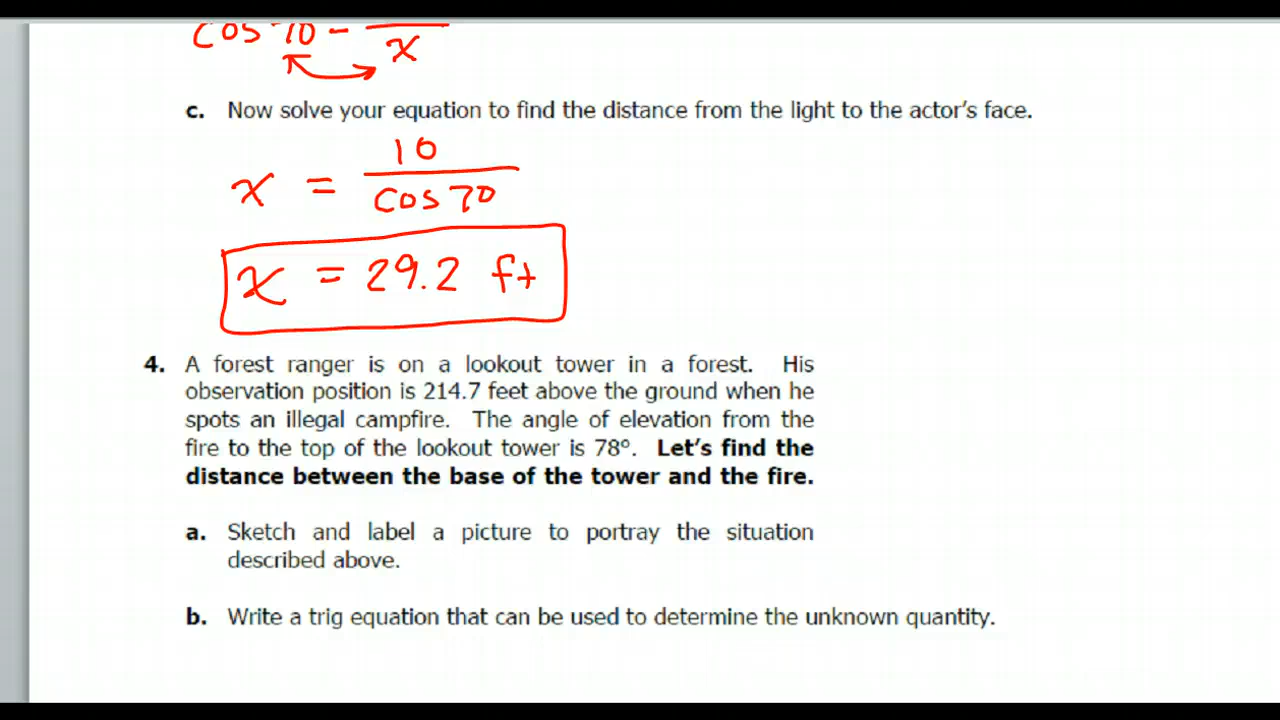 cos 70 =
x
c. Now solve your equation to find the distance from the light to the actor's face.
10
x = cos 70
x = 29.2 ft
4. A forest ranger is on a lookout tower in a forest. His
observation position is 214.7 feet above the ground when he
spots an illegal campfire. The angle of elevation from the
fire to the top of the lookout tower is 78°. Let's find the
distance between the base of the tower and the fire.
a. Sketch and label a picture to portray the situation
described above.
b. Write a trig equation that can be used to determine the unknown quantity.